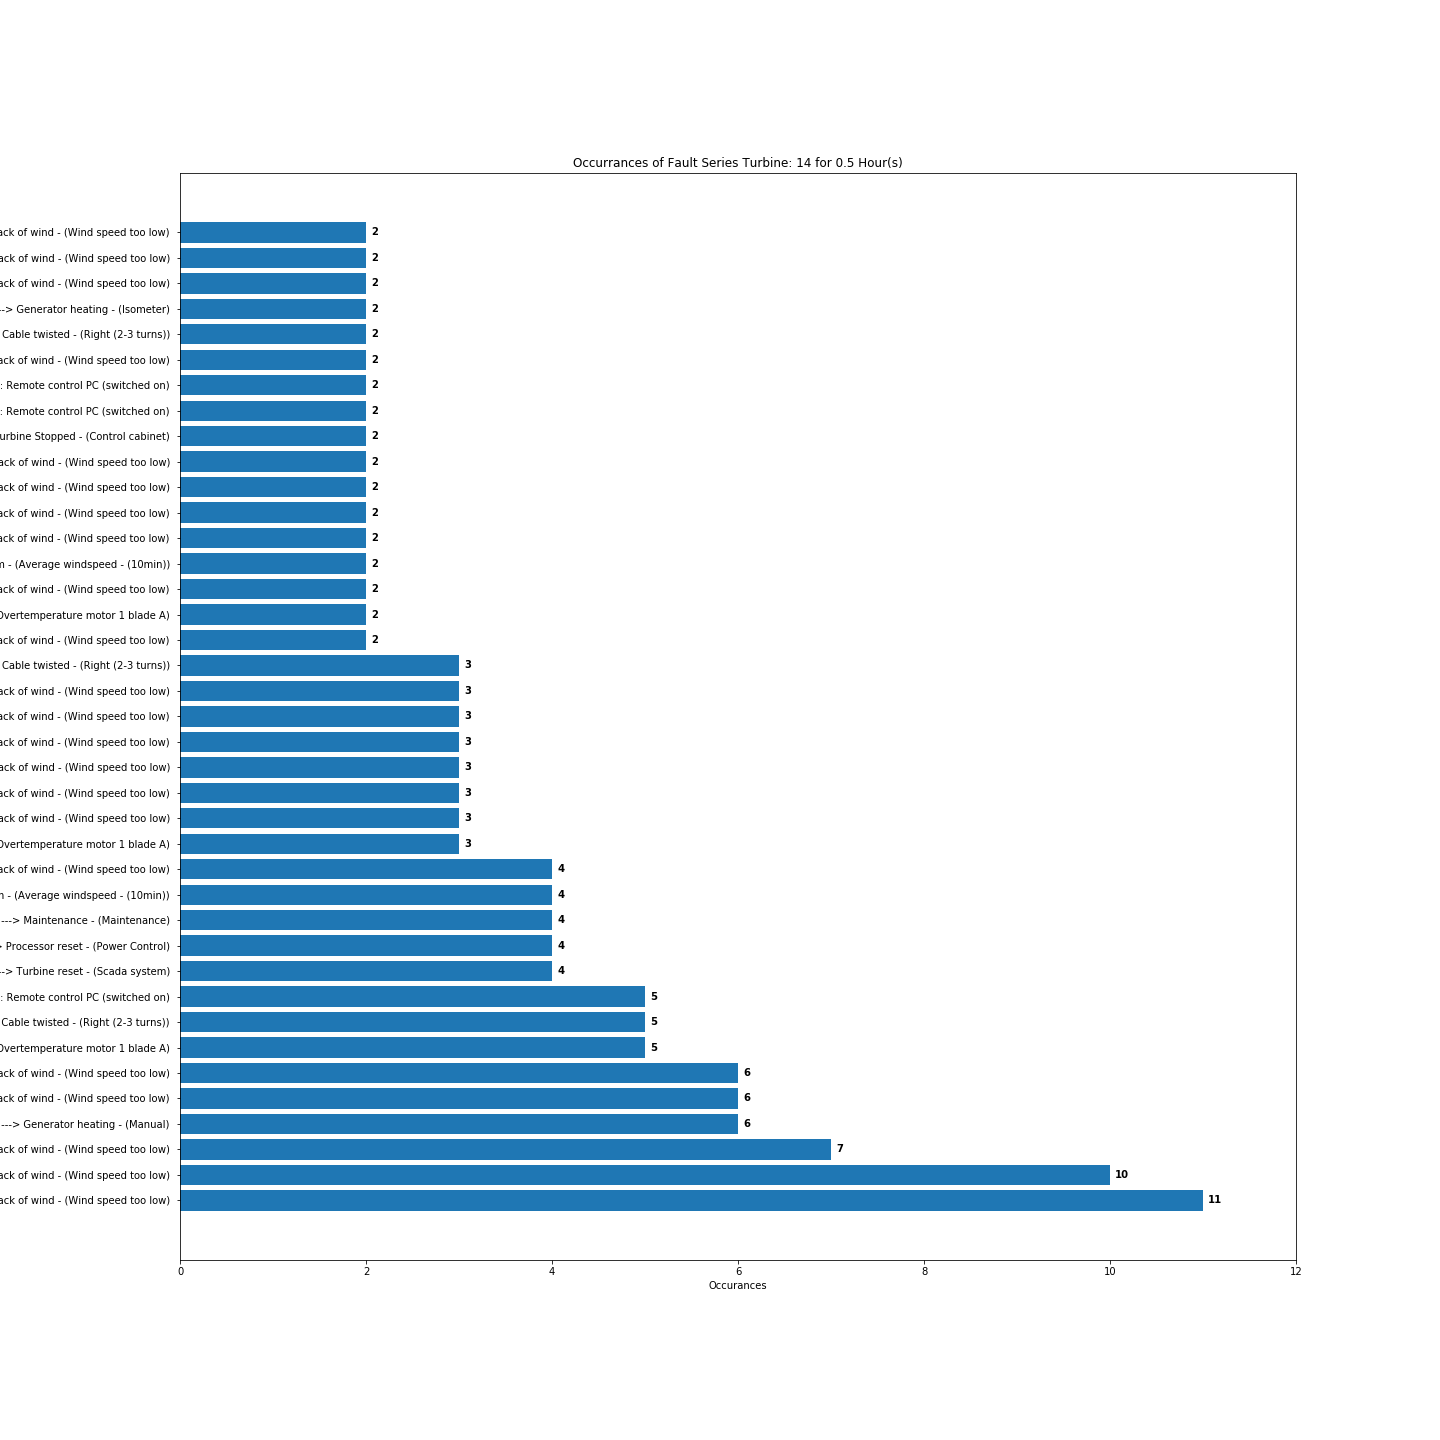 Occurrances of Fault Series Turbine: 14 for 0.5 Hour(s)
ack of wind - (Wind speed too low) 2
ack of wind - (Wind speed too low) 2
ack of wind - (Wind speed too low) 2
--> Generator heating - (Isometer) 2
Cable twisted - (Right (2-3 turns)) 2
ack of wind - (Wind speed too low) 2
: Remote control PC (switched on) 2
: Remote control PC (switched on) 2
urbine Stopped - (Control cabinet) 2
ack of wind - (Wind speed too low) 2
ack of wind - (Wind speed too low) 2
ack of wind - (Wind speed too low) 2
ack of wind - (Wind speed too low) 2
n - (Average windspeed - (10min)) 2
ack of wind - (Wind speed too low) 2
Overtemperature motor 1 blade A) 2
ack of wind - (Wind speed too low) 2
Cable twisted - (Right (2-3 turns)) 3
ack of wind - (Wind speed too low) 3
ack of wind - (Wind speed too low) 3
ack of wind - (Wind speed too low) 3
ack of wind - (Wind speed too low) 3
ack of wind - (Wind speed too low) 3
ack of wind - (Wind speed too low) 3
Overtemperature motor 1 blade A) 3
ack of wind - (Wind speed too low) 4
n - (Average windspeed - (10min)) 4
---> Maintenance - (Maintenance) 4
> Processor reset - (Power Control) 4
--> Turbine reset - (Scada system) 4
: Remote control PC (switched on) 5
Cable twisted - (Right (2-3 turns)) 5
Overtemperature motor 1 blade A) 5
ack of wind - (Wind speed too low) 6
ack of wind - (Wind speed too low) 6
---> Generator heating - (Manual) 6
ack of wind - (Wind speed too low) 7
ack of wind - (Wind speed too low) 10
ack of wind - (Wind speed too low) 11
0 2 4 6 8 10 12
Occurances